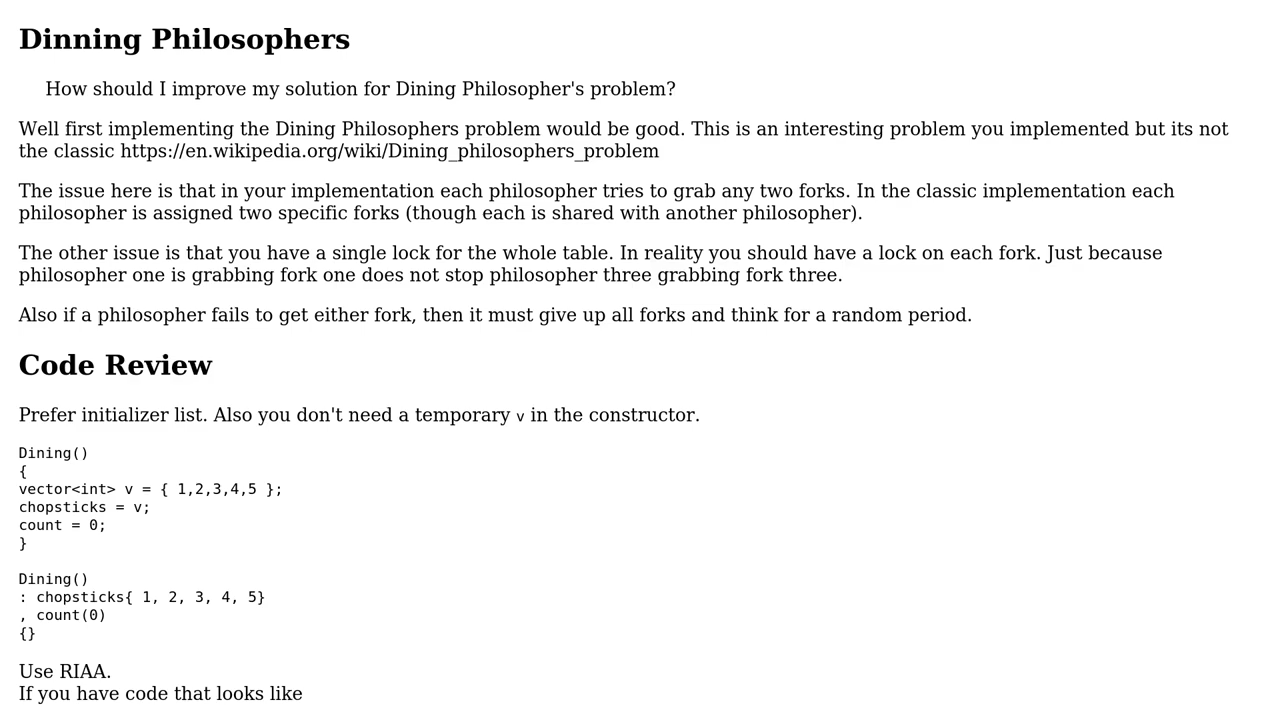 Dinning Philosophers
How should I improve my solution for Dining Philosopher's problem?
Well first implementing the Dining Philosophers problem would be good. This is an interesting problem you implemented but its not
the classic https://en.wikipedia.org/wiki/Dining_philosophers_problem
The issue here is that in your implementation each philosopher tries to grab any two forks. In the classic implementation each
philosopher is assigned two specific forks (though each is shared with another philosopher).
The other issue is that you have a single lock for the whole table. In reality you should have a lock on each fork. Just because
philosopher one is grabbing fork one does not stop philosopher three grabbing fork three.
Also if a philosopher fails to get either fork, then it must give up all forks and think for a random period.
Code Review
Prefer initializer list. Also you don't need a temporary v in the constructor.
Dining()
{
vector<int> v = { 1,2,3,4,5 };
chopsticks = v;
count = 0;
}
Dining()
: chopsticks{ 1, 2, 3, 4, 5}
, count(0)
{}
Use RIAA.
If you have code that looks like